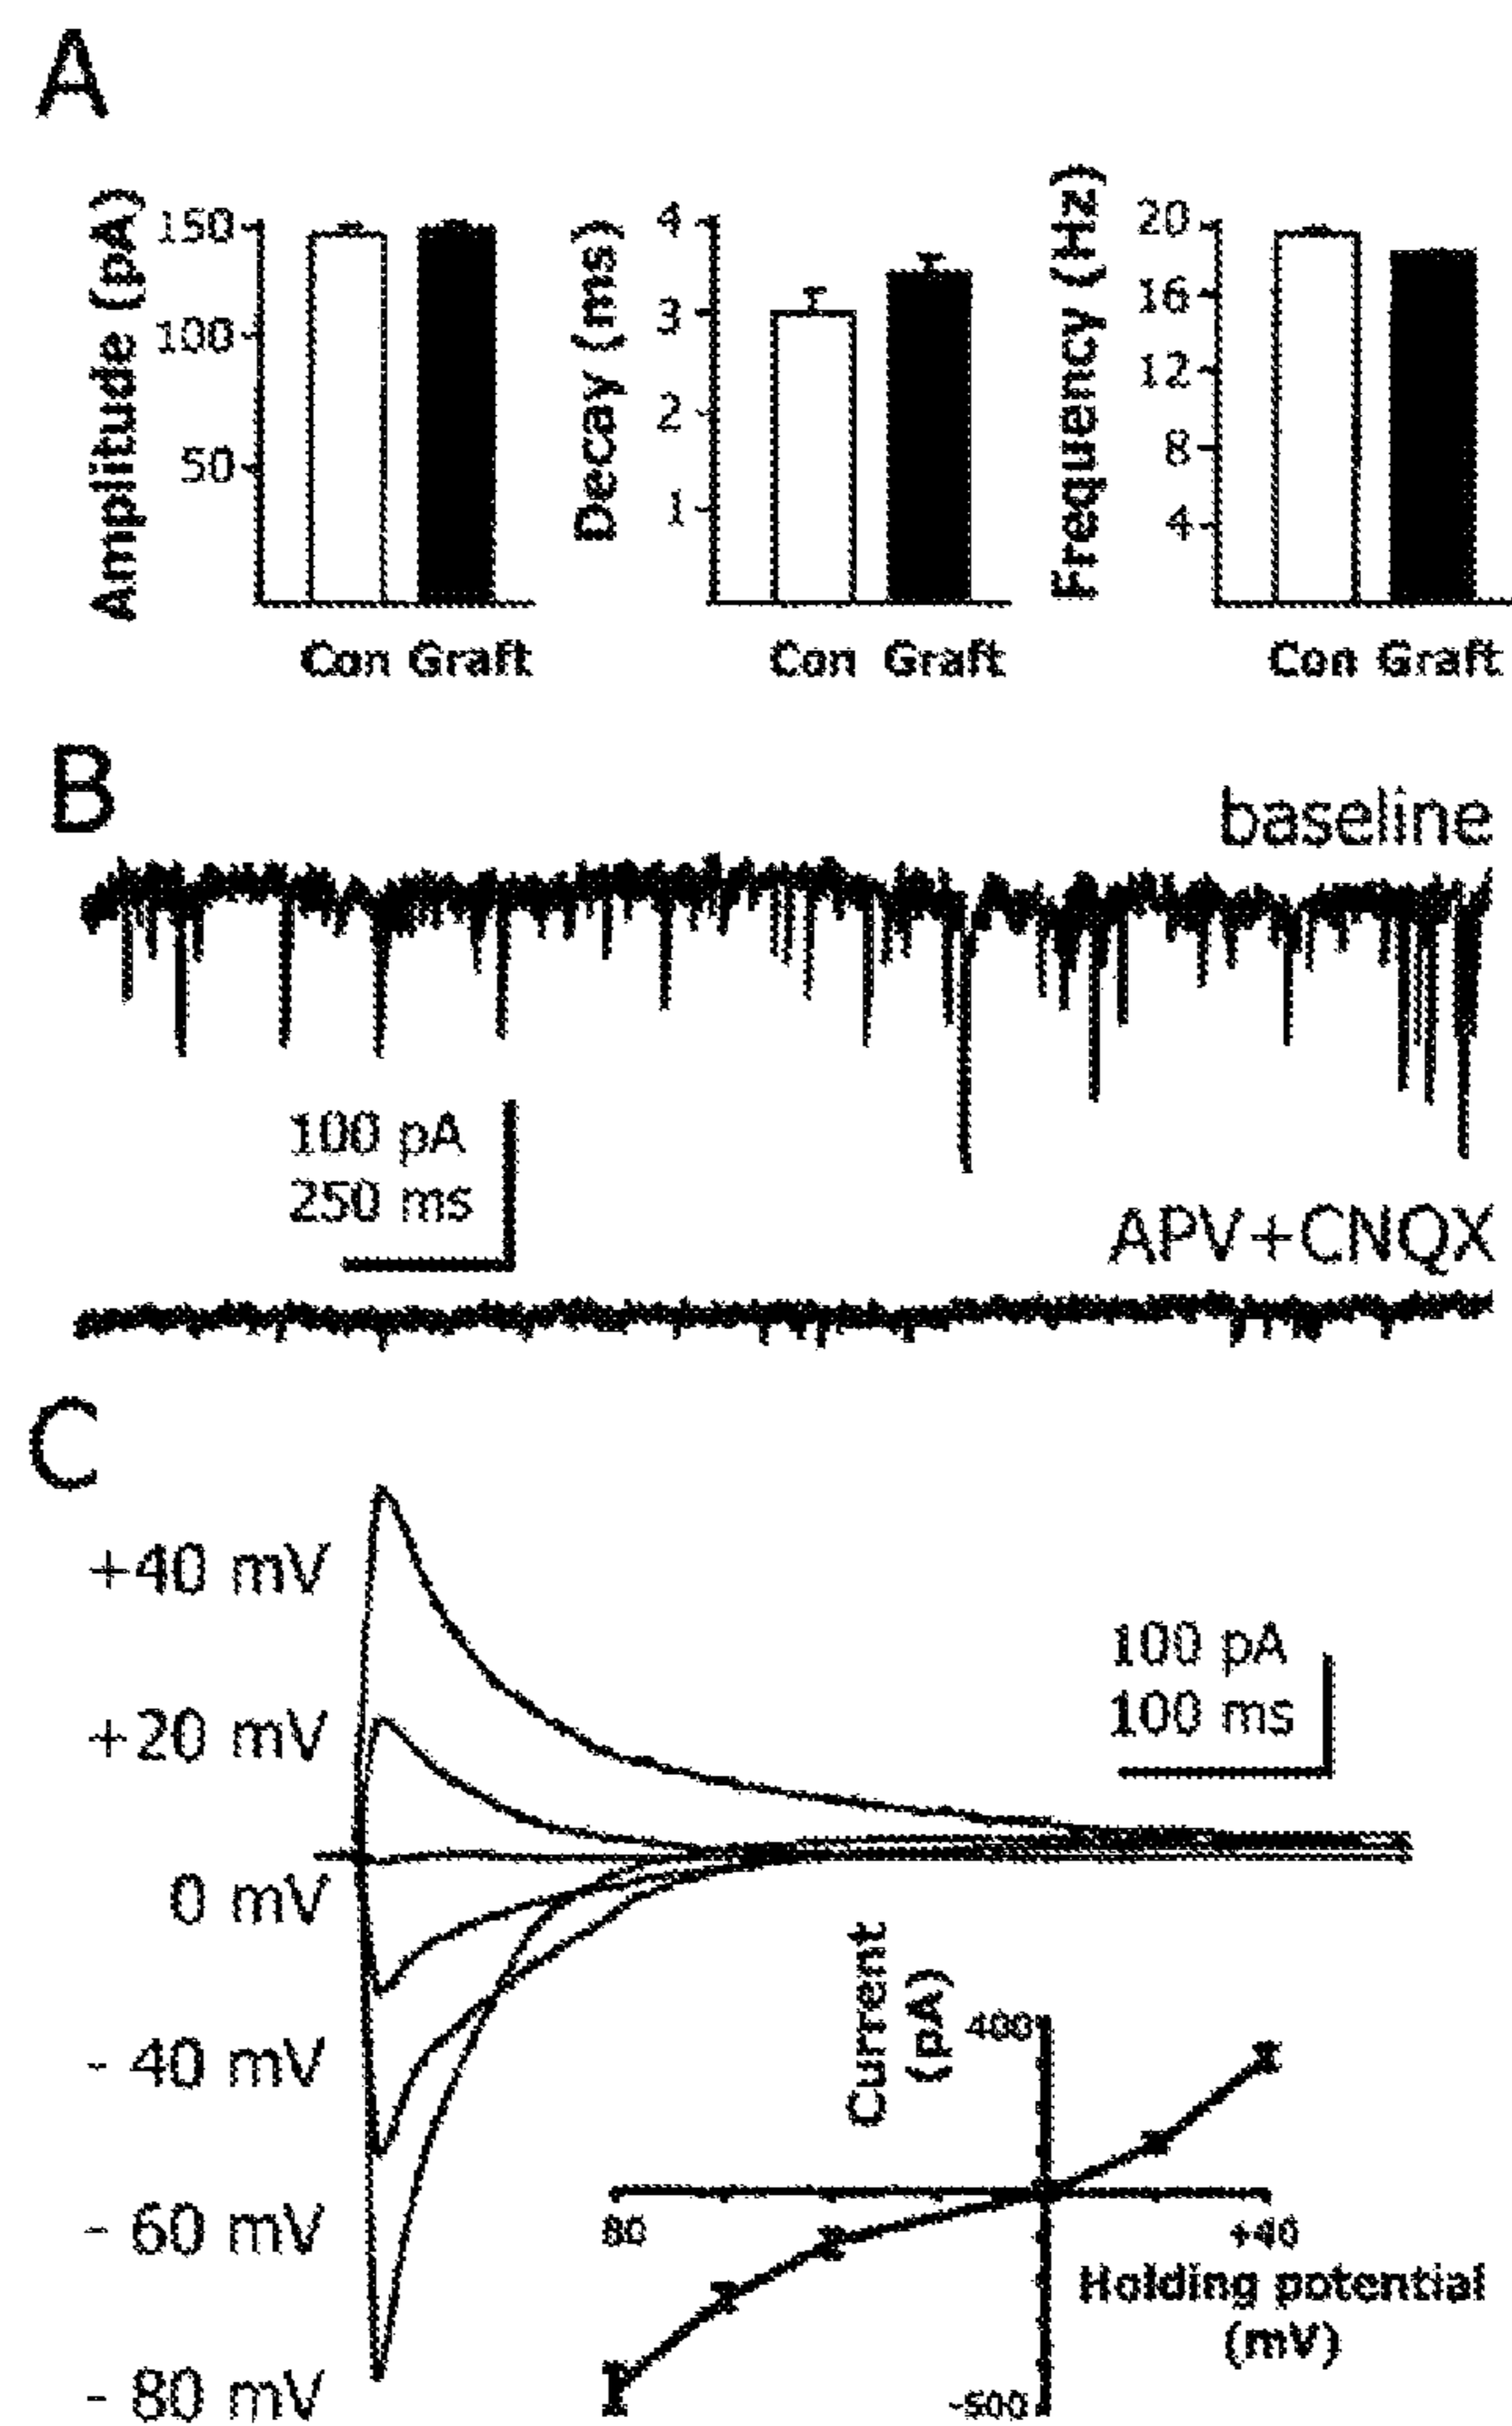 A
Amplitude (pA)
150
100
50
Con Graft
Decay (ms)
4
3
2
1
Con Graft
Frequency (Hz)
20
16
12
8
4
Con Graft
B
baseline
100 pA
250 ms
APV+CNQX
C
+40 mV
+20 mV
0 mV
- 40 mV
- 60 mV
- 80 mV
100 pA
100 ms
Current
(pA)
400
80
+40
Holding potential
(mV)
-500